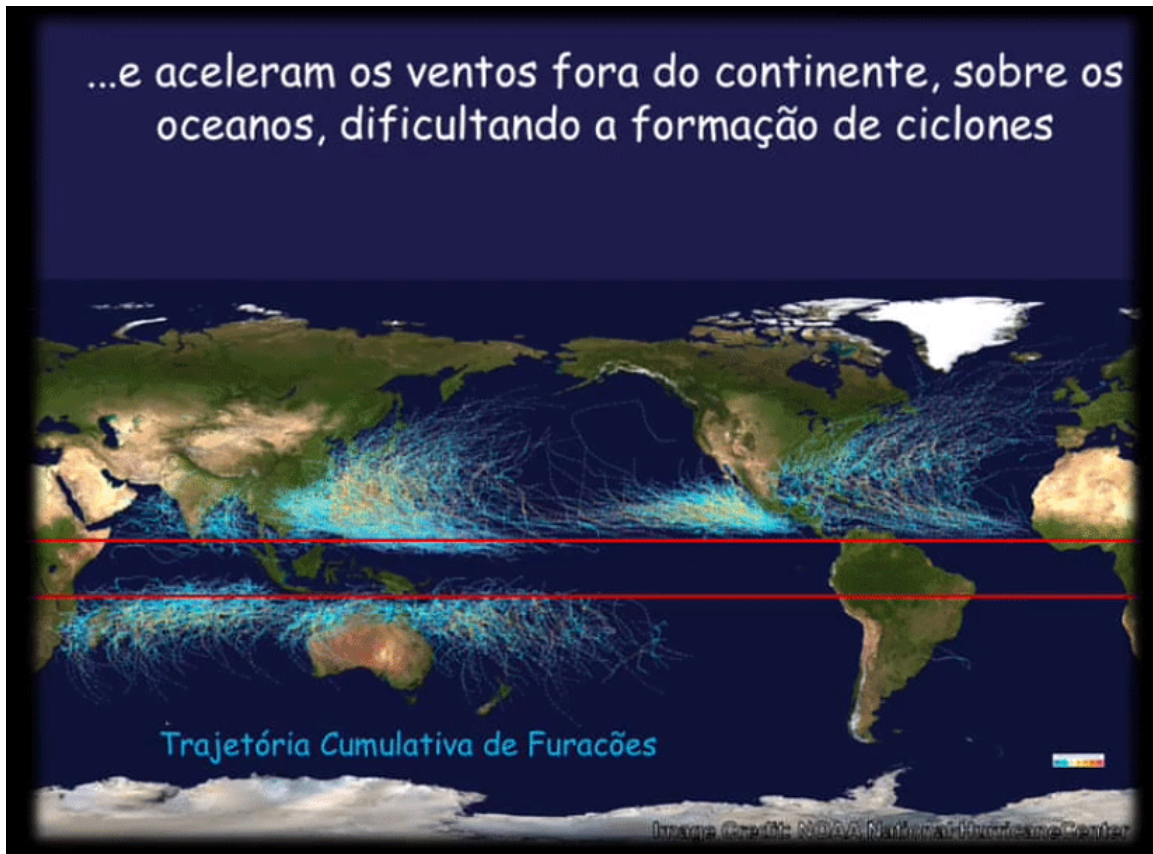 ...e aceleram os ventos fora do continente, sobre os
oceanos, dificultando a formação de ciclones
Trajetória Cumulativa de Furacões
Image Credit: NOAA National Hurricane Center